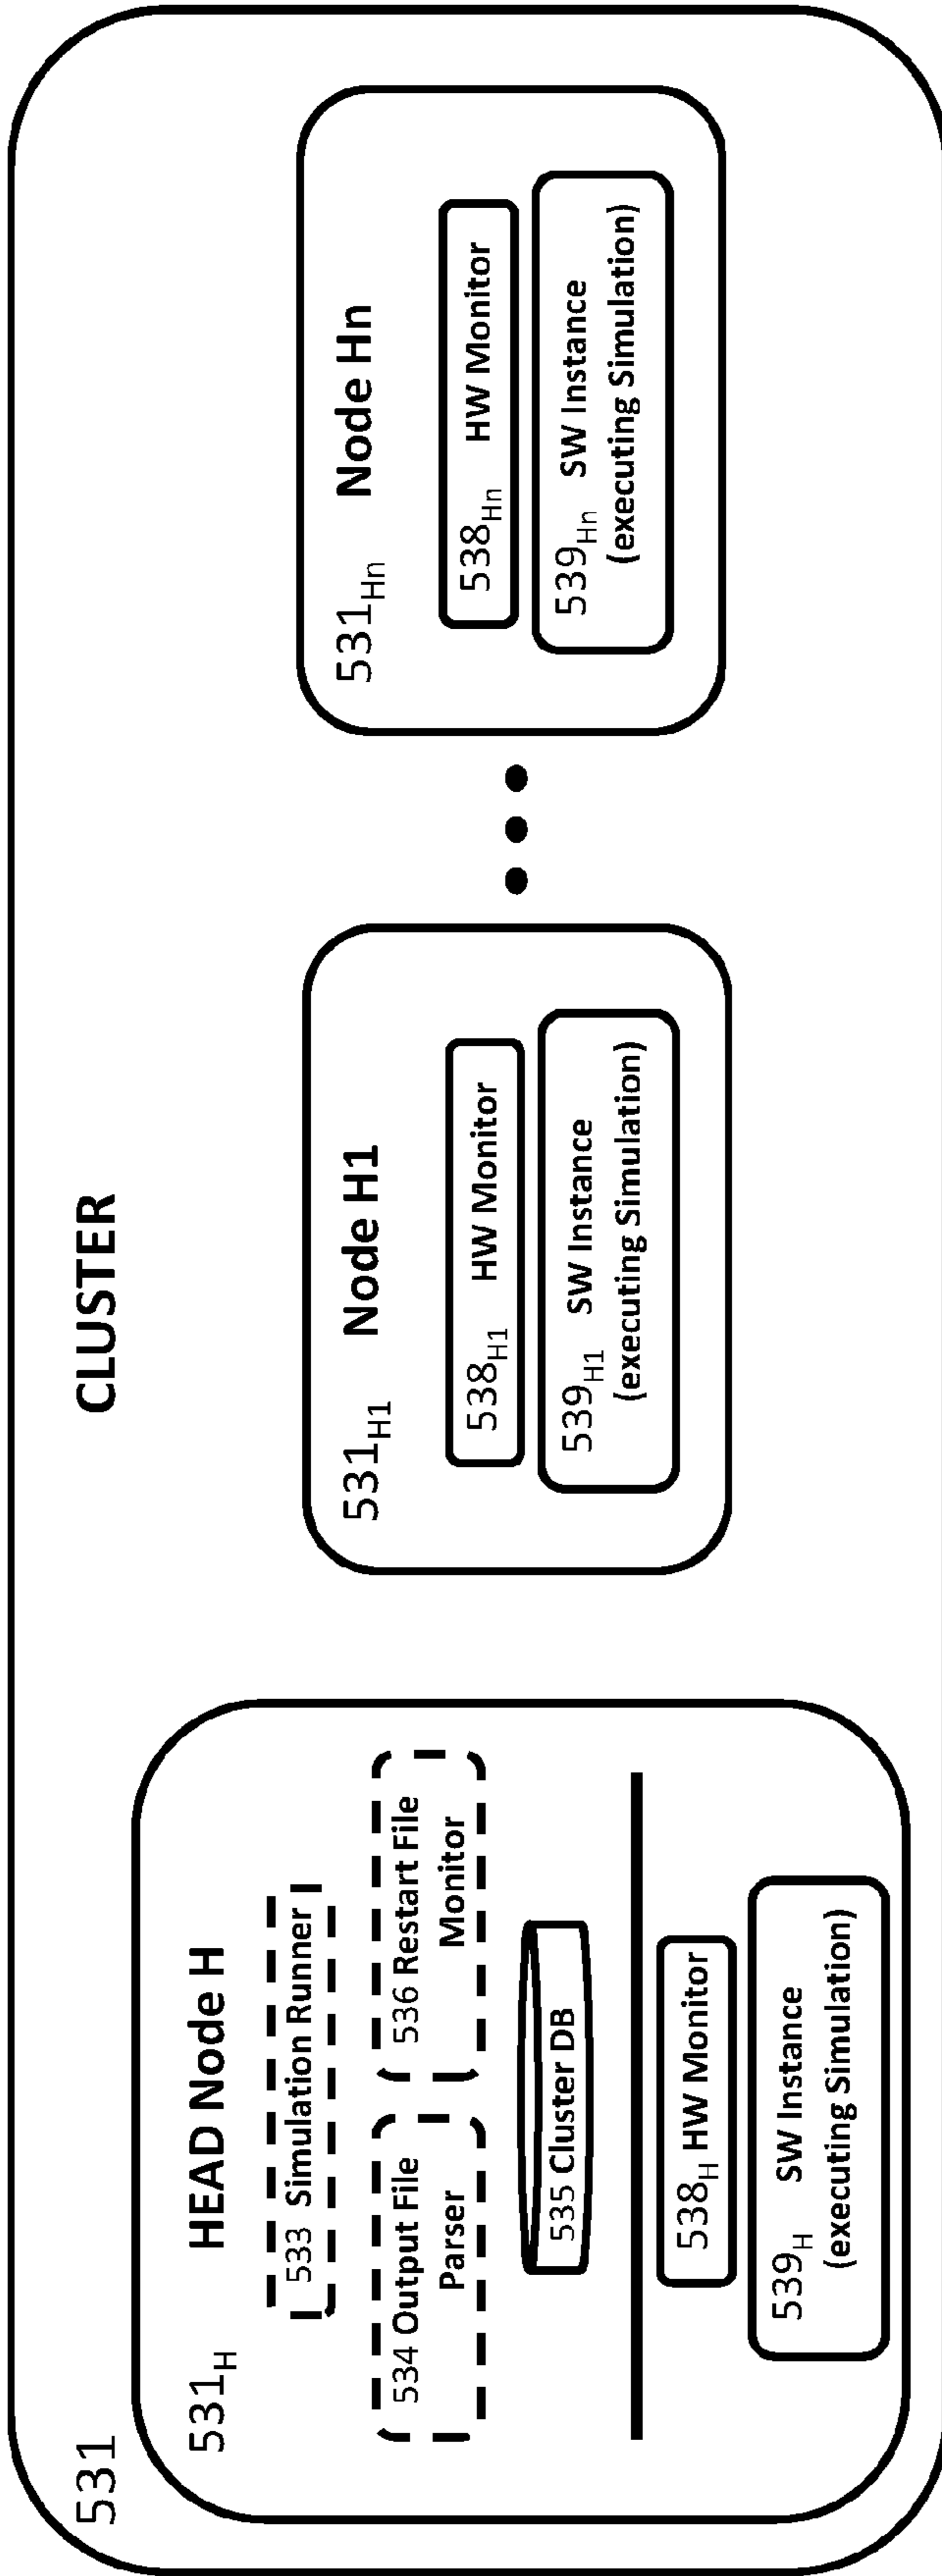 531
CLUSTER
531H HEAD Node H
533 Simulation Runner
534 Output File
Parser
536 Restart File
Monitor
535 Cluster DB
538H HW Monitor
539H SW Instance
(executing Simulation)
531H1 Node H1
538H1 HW Monitor
539H1 SW Instance
(executing Simulation)
531Hn Node Hn
538Hn HW Monitor
539Hn SW Instance
(executing Simulation)